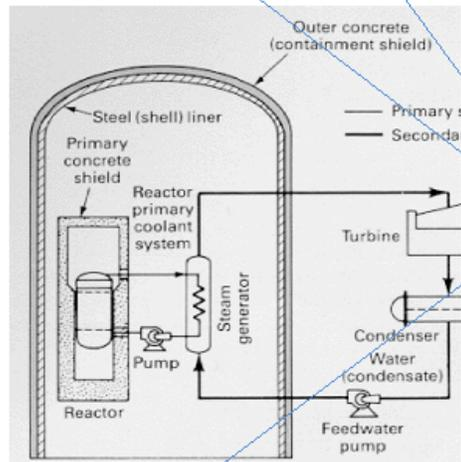 Outer concrete
(containment shield)
Steel (shell) liner
Primary
Secondar
Primary
concrete
shield
Reactor
primary
coolant
system
Turbine
Steam
generator
Condenser
Water
(condensate)
Pump
Reactor
Feedwater
pump